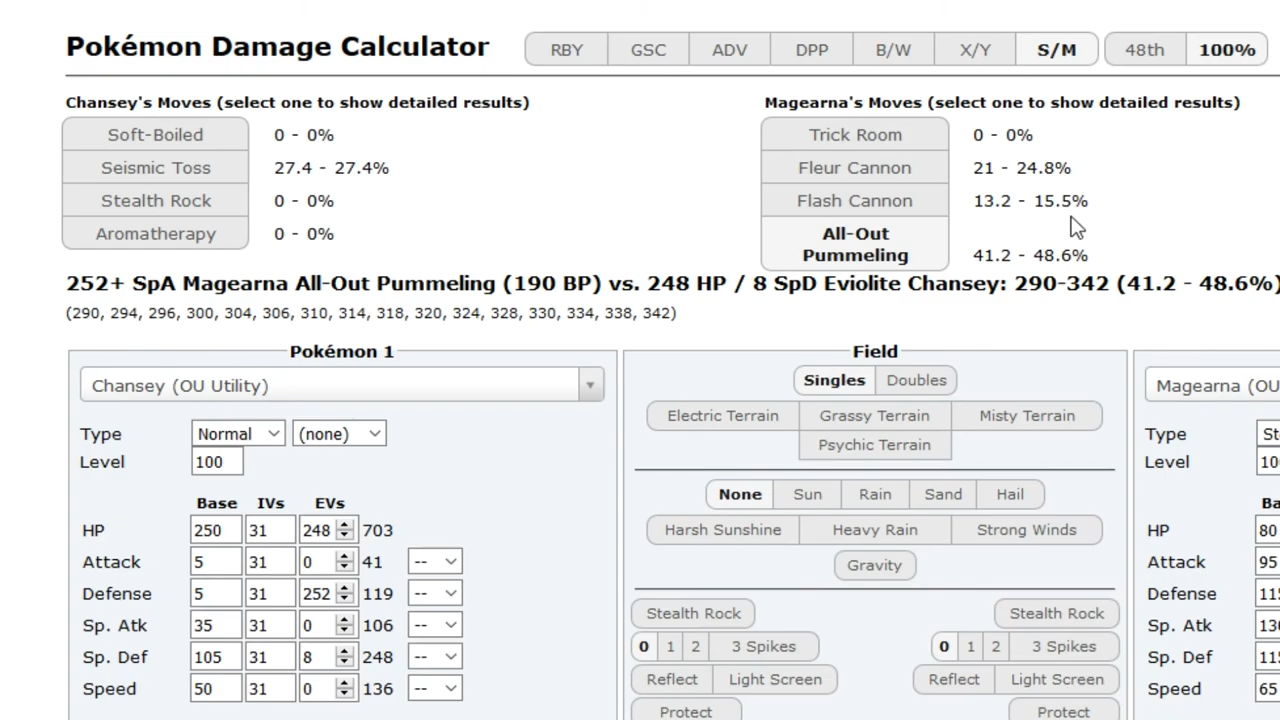 Pokémon Damage Calculator RBY GSC ADV DPP B/W X/Y S/M 48th 100%
Chansey's Moves (select one to show detailed results)
Soft-Boiled 0 - 0%
Seismic Toss 27.4 - 27.4%
Stealth Rock 0 - 0%
Aromatherapy 0 - 0%
Magearna's Moves (select one to show detailed results)
Trick Room 0 - 0%
Fleur Cannon 21 - 24.8%
Flash Cannon 13.2 - 15.5%
All-Out
Pummeling 41.2 - 48.6%
252+ SpA Magearna All-Out Pummeling (190 BP) vs. 248 HP / 8 SpD Eviolite Chansey: 290-342 (41.2 - 48.6%)
(290, 294, 296, 300, 304, 306, 310, 314, 318, 320, 324, 328, 330, 334, 338, 342)
Pokémon 1
Chansey (OU Utility)
Type Normal (none)
Level 100
Base IVs EVs
HP 250 31 248 703
Attack 5 31 0 41 --
Defense 5 31 252 119 --
Sp. Atk 35 31 0 106 --
Sp. Def 105 31 8 248 --
Speed 50 31 0 136 --
Field
Singles Doubles
Electric Terrain Grassy Terrain Misty Terrain
Psychic Terrain
None Sun Rain Sand Hail
Harsh Sunshine Heavy Rain Strong Winds
Gravity
Stealth Rock Stealth Rock
0 1 2 3 Spikes 0 1 2 3 Spikes
Reflect Light Screen Reflect Light Screen
Protect Protect
Magearna (OU
Type
Level
HP 80
Attack 95
Defense
Sp. Atk
Sp. Def
Speed 65